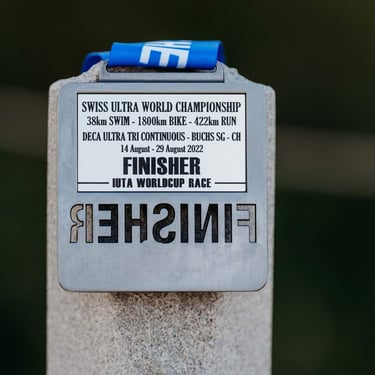 HE
SWISS ULTRA WORLD CHAMPIONSHIP
38km SWIM - 1800km BIKE - 422km RUN
DECA ULTRA TRI CONTINUOUS - BUCHS SG - CH
14 August - 29 August 2022
FINISHER
IUTA WORLDCUP RACE
FINISHER